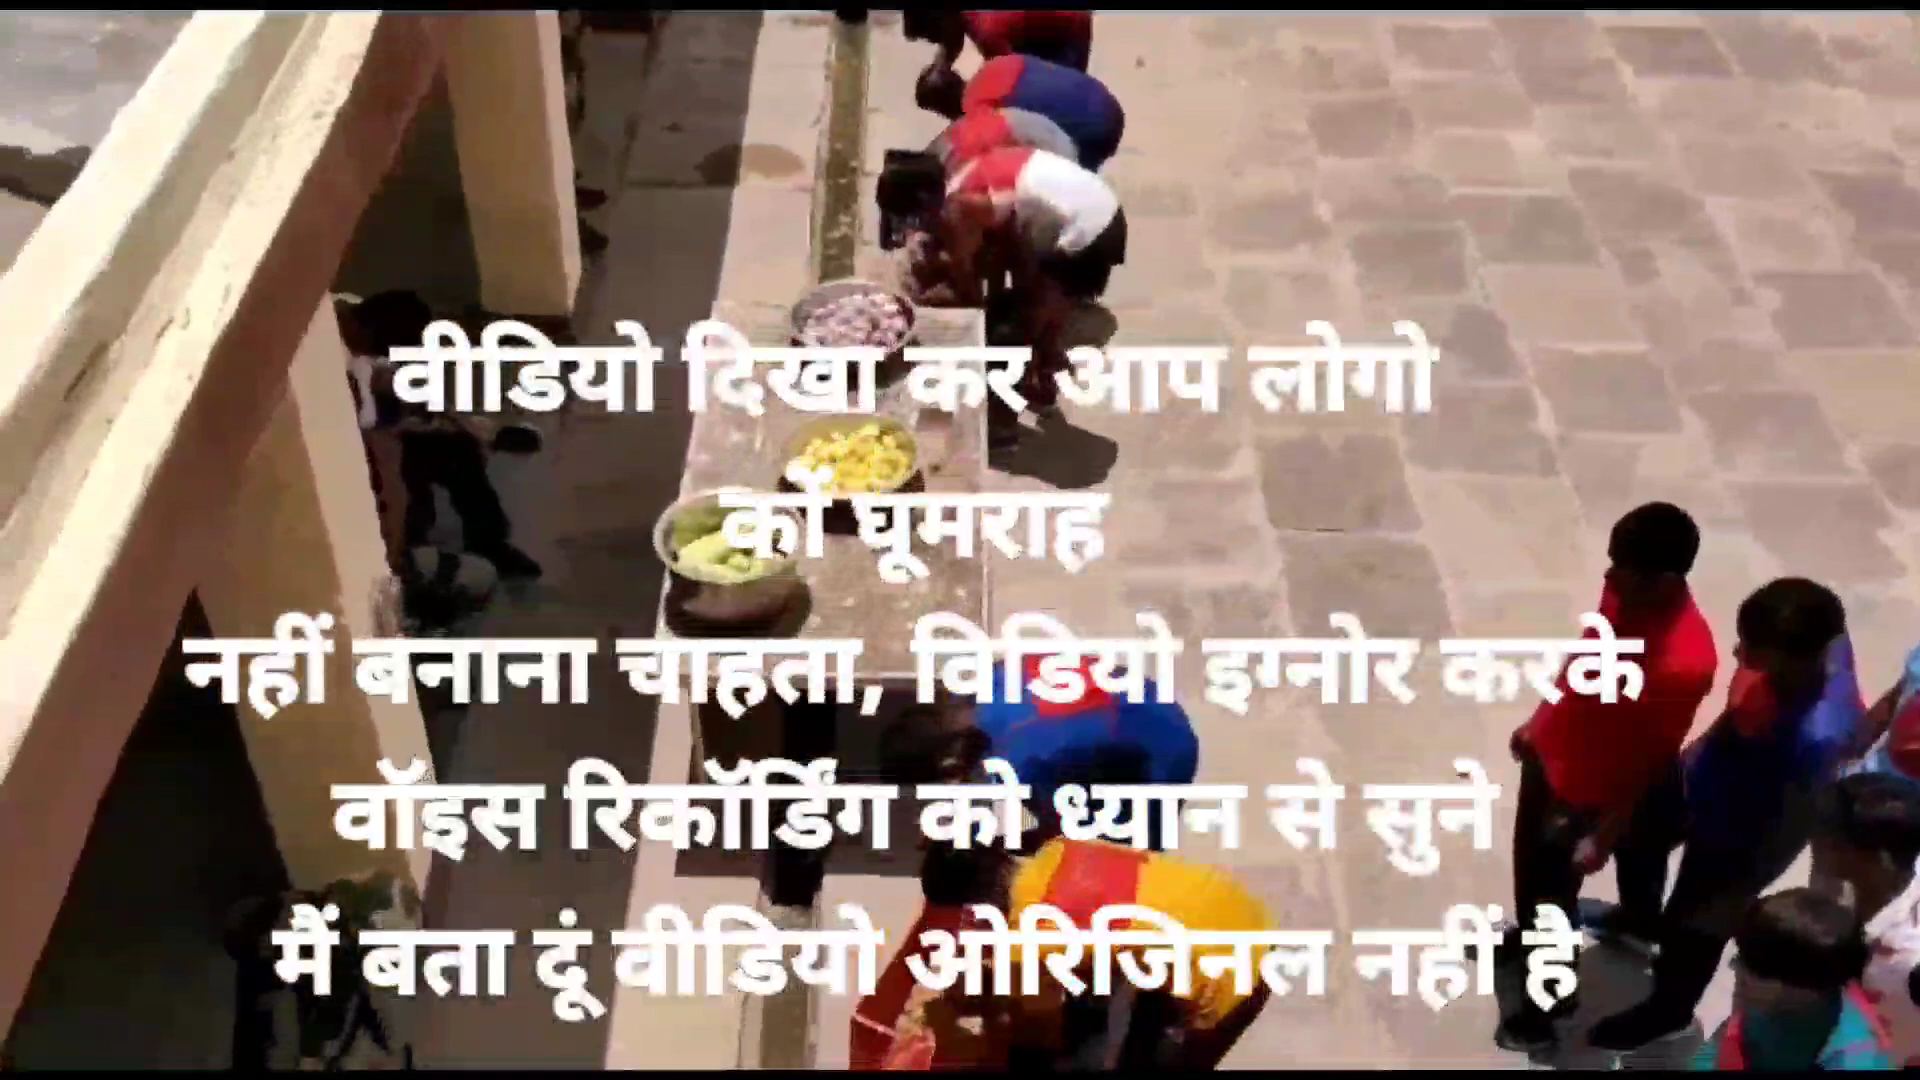 वीडियो दिखा कर आप लोगो
को घूमराह
नहीं बनाना चाहता, विडियो इग्नोर करके
वॉइस रिकॉर्डिंग को ध्यान से सुने
मैं बता दूं वीडियो ओरिजिनल नहीं है